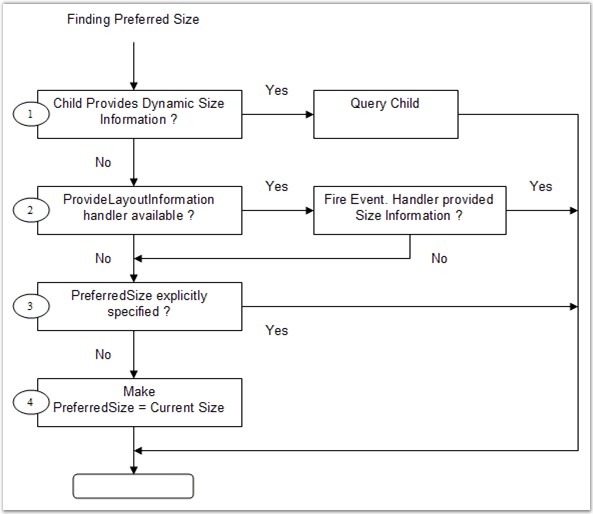 Finding Preferred Size
Yes
1
Child Provides Dynamic Size
Information ?
Query Child
No
Yes
Yes
2
ProvideLayoutInformation
handler available ?
Fire Event. Handler provided
Size Information ?
No
No
3
PreferredSize explicitly
specified ?
Yes
No
4
Make
PreferredSize = Current Size